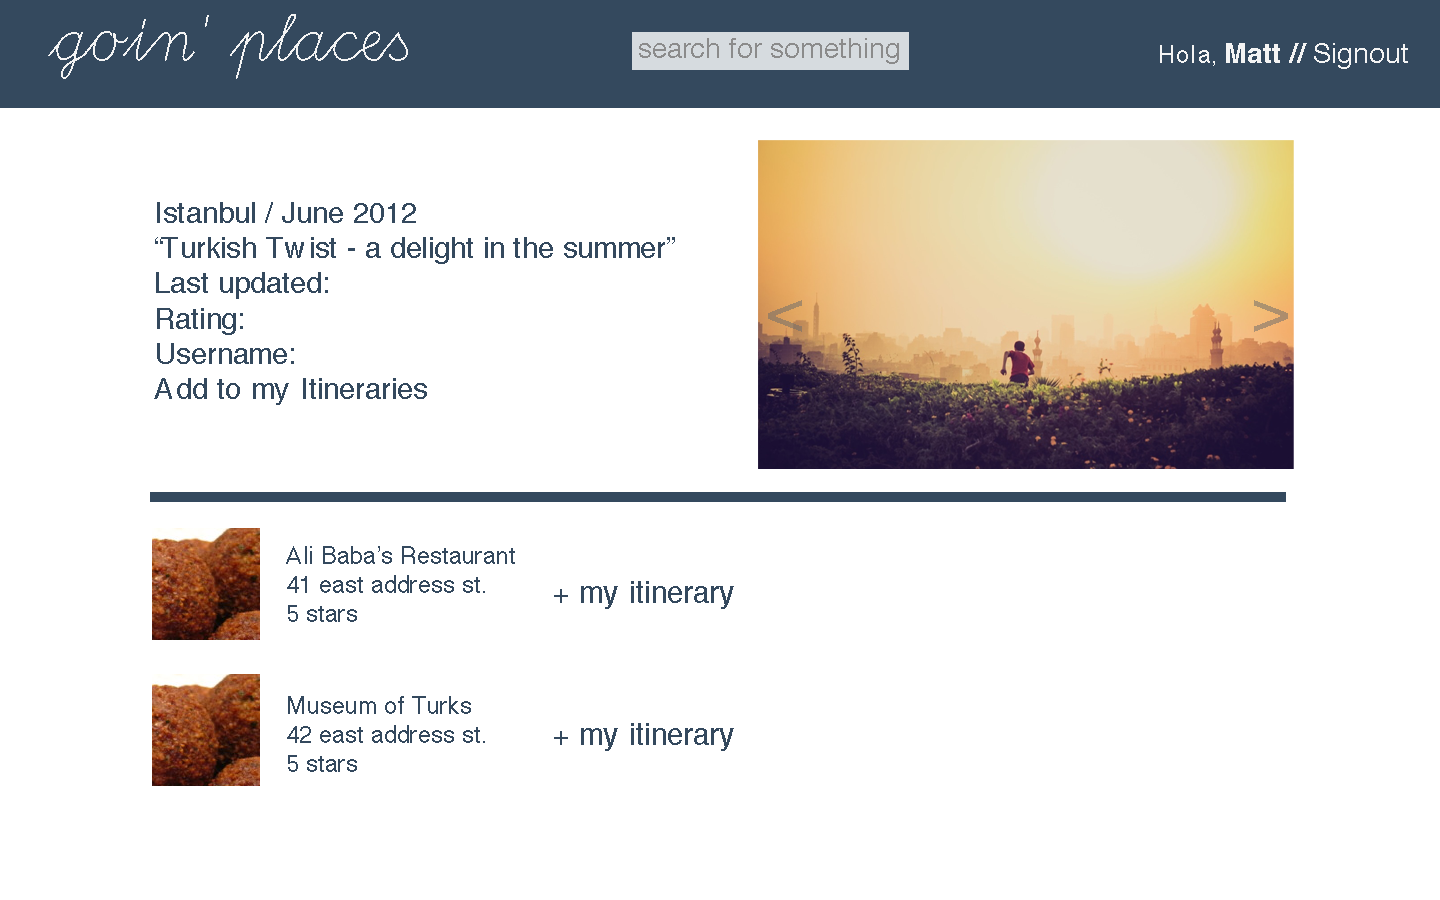 goin' places
search for something
Hola, Matt // Signout
Istanbul / June 2012
“Turkish Twist - a delight in the summer”
Last updated:
Rating:
Username:
Add to my Itineraries
<
>
Ali Baba’s Restaurant
41 east address st.
5 stars
+ my itinerary
Museum of Turks
42 east address st.
5 stars
+ my itinerary